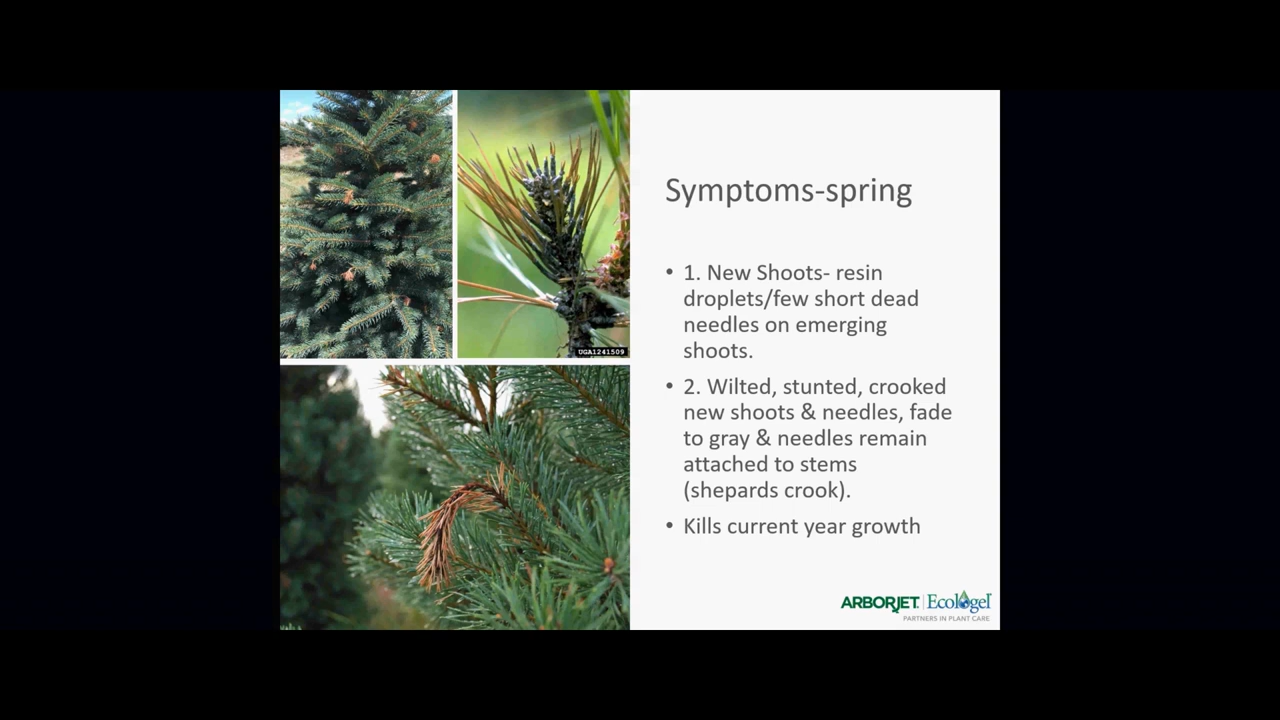 Symptoms-spring
• 1. New Shoots- resin
droplets/few short dead
needles on emerging
shoots.
• 2. Wilted, stunted, crooked
new shoots & needles, fade
to gray & needles remain
attached to stems
(shepards crook).
• Kills current year growth
UGA1241509
ARBORJET | Ecologel
PARTNERS IN PLANT CARE